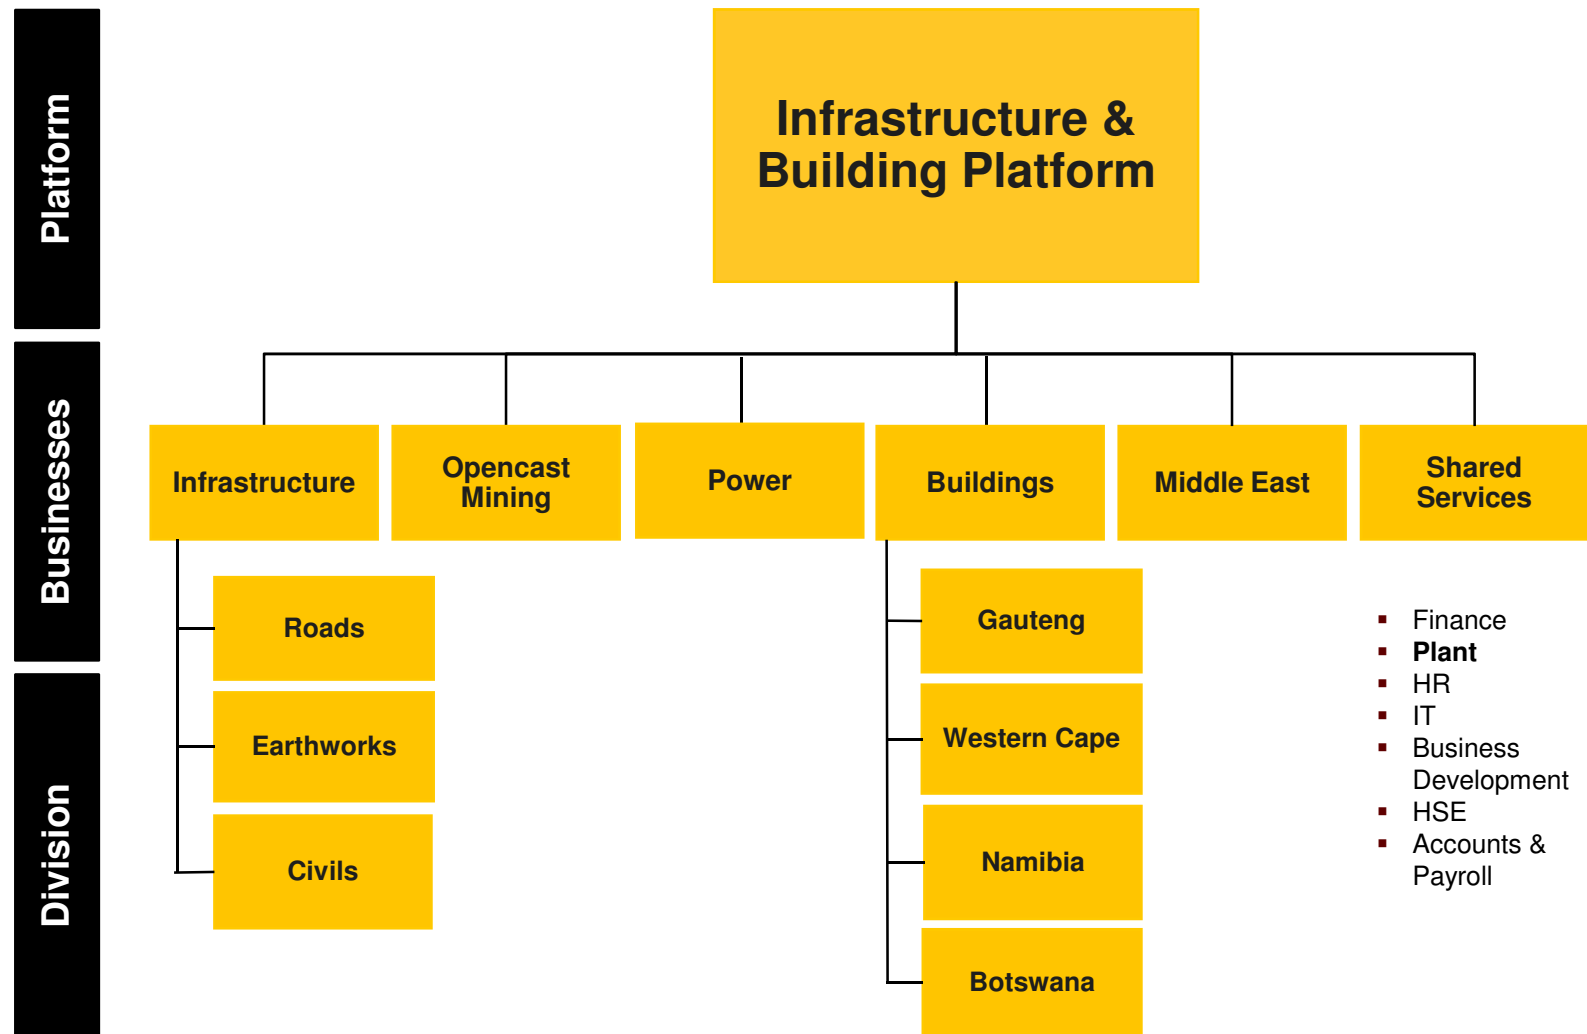 Platform
Infrastructure &
Building Platform
Businesses
Infrastructure
Opencast
Mining
Power
Buildings
Middle East
Shared
Services
Division
Roads
Earthworks
Civils
Gauteng
Western Cape
Namibia
Botswana
▪ Finance
▪ Plant
▪ HR
▪ IT
▪ Business
Development
▪ HSE
▪ Accounts &
Payroll